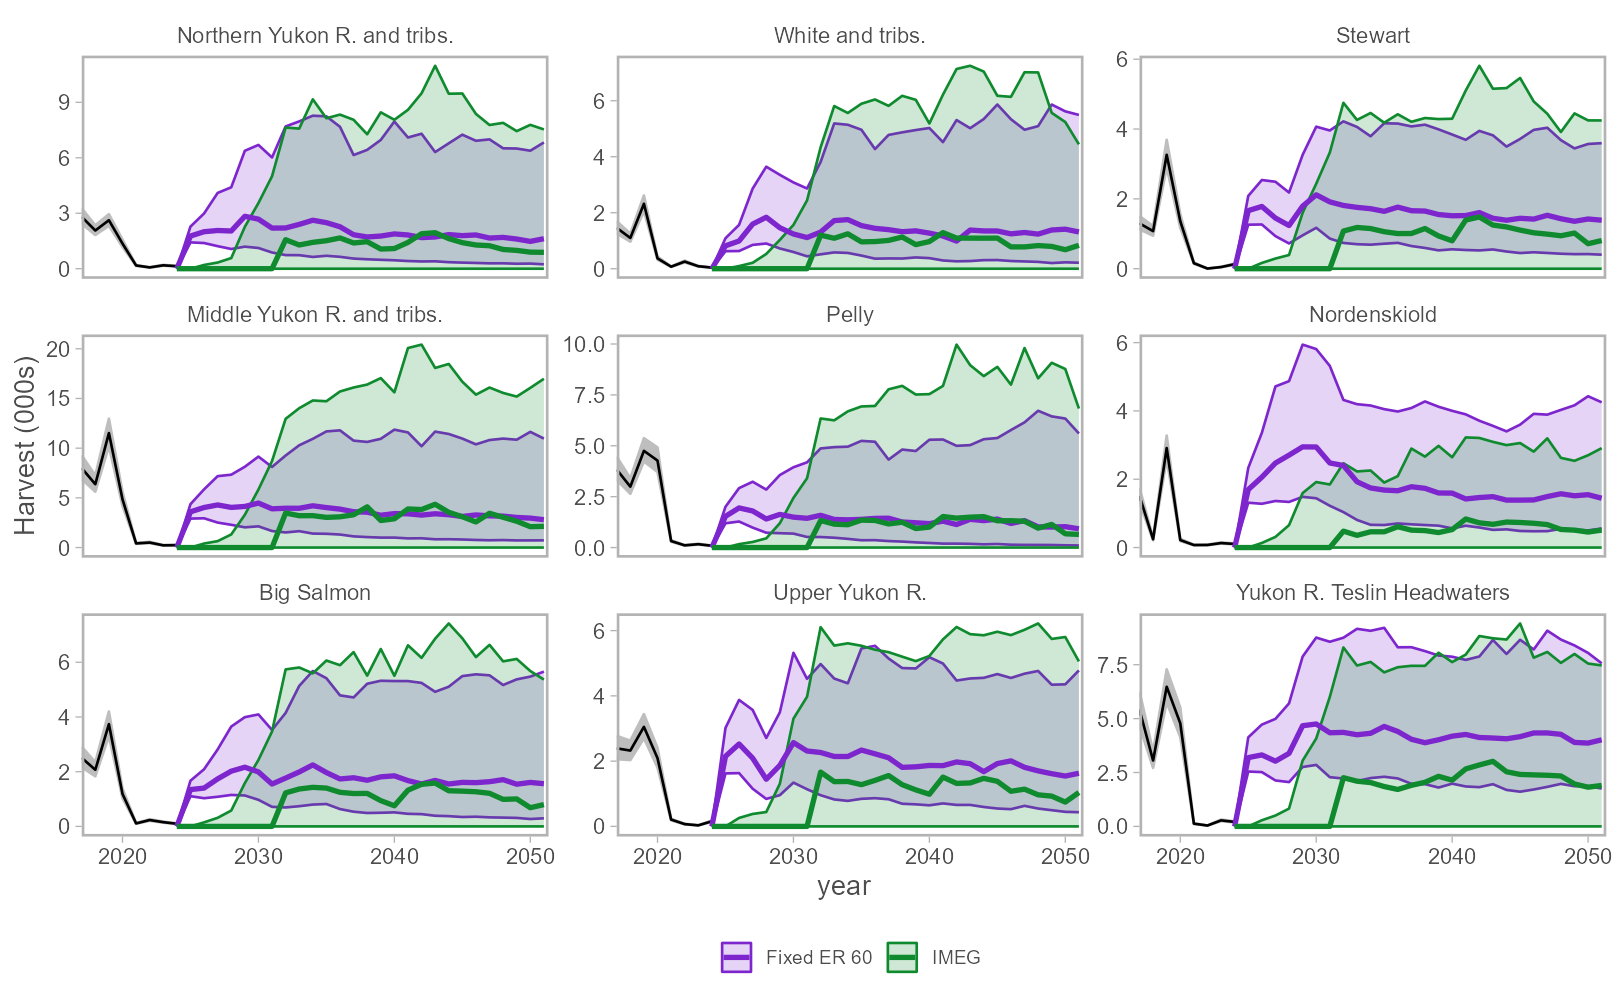 Northern Yukon R. and tribs.
White and tribs.
Stewart
9
6
3
0
6
4
2
0
6
4
2
0
Middle Yukon R. and tribs.
Pelly
Nordenskiold
20
15
10
5
0
10.0
7.5
5.0
2.5
0.0
6
4
2
0
Harvest (000s)
Big Salmon
Upper Yukon R.
Yukon R. Teslin Headwaters
6
4
2
0
6
4
2
0
7.5
5.0
2.5
0.0
2020 2030 2040 2050
2020 2030 2040 2050
2020 2030 2040 2050
year
Fixed ER 60 IMEG